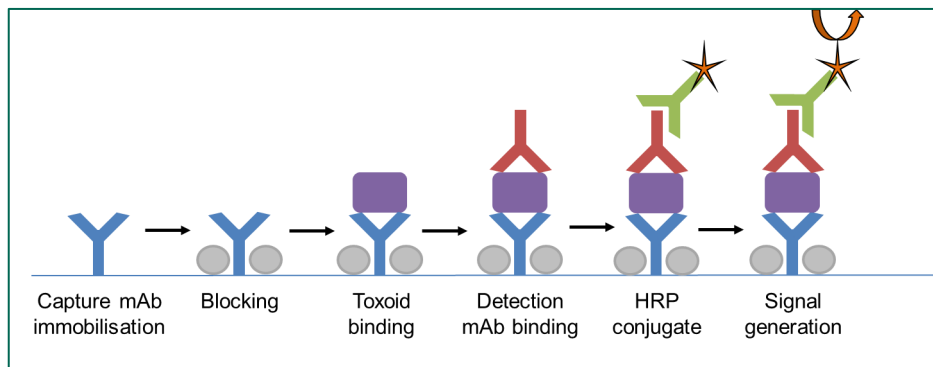 Capture mAb
immobilisation
Blocking
Toxoid
binding
Detection
mAb binding
HRP
conjugate
Signal
generation